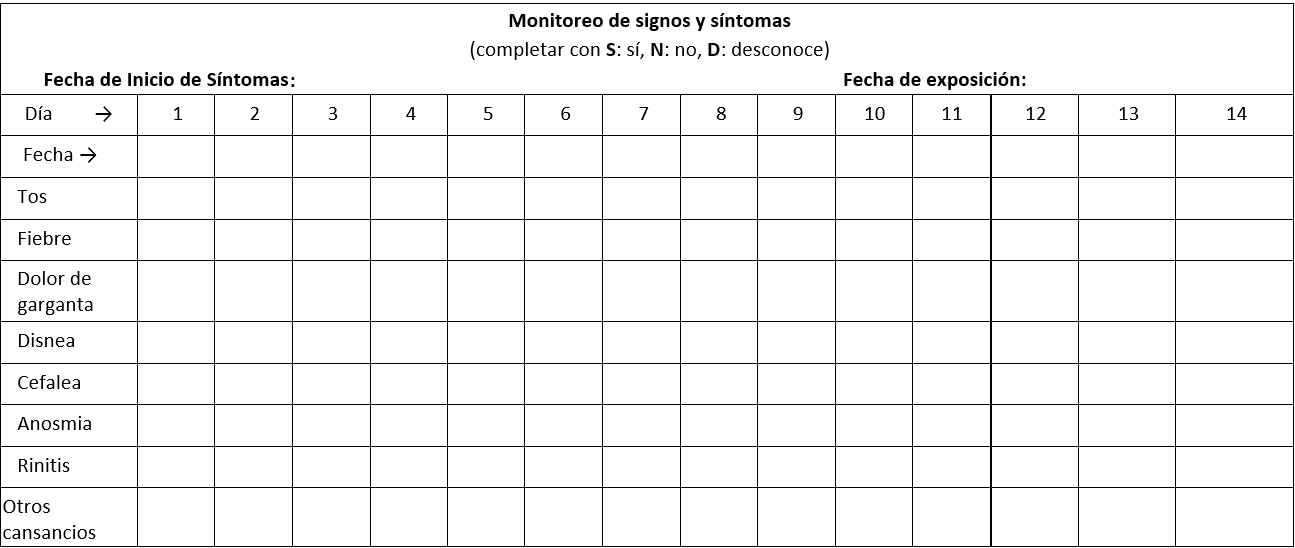 Monitoreo de signos y síntomas
(completar con S: sí, N: no, D: desconoce)
Fecha de Inicio de Síntomas: Fecha de exposición:
Día → 1 2 3 4 5 6 7 8 9 10 11 12 13 14
Fecha →
Tos
Fiebre
Dolor de
garganta
Disnea
Cefalea
Anosmia
Rinitis
Otros
cansancios